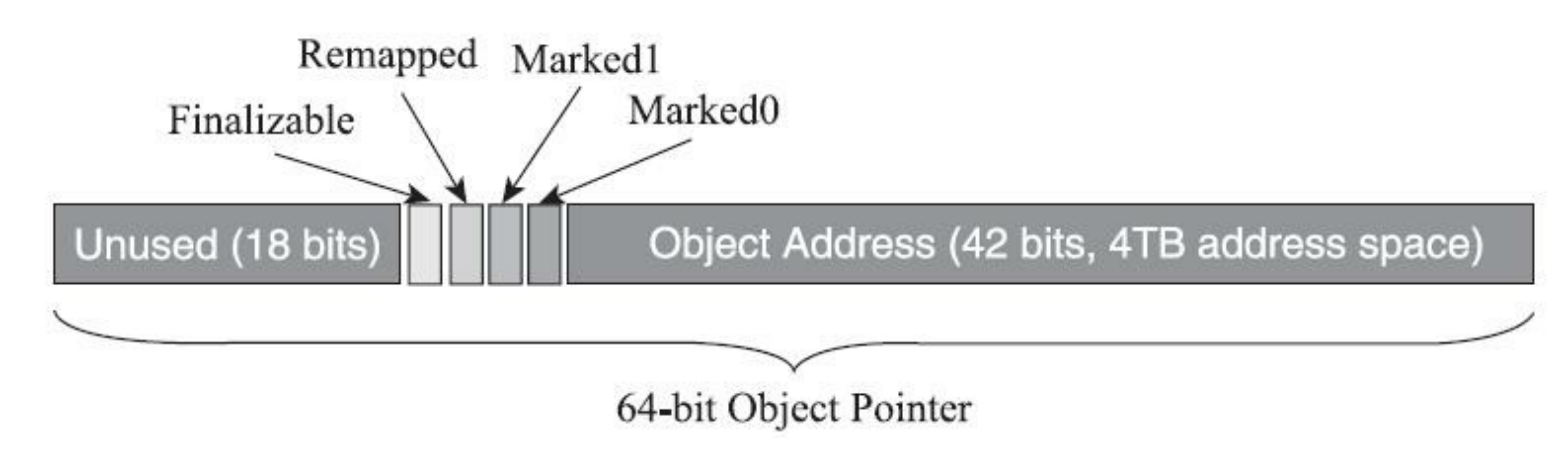 Remapped
Marked1
Finalizable
Marked0
Unused (18 bits)
Object Address (42 bits, 4TB address space)
64-bit Object Pointer